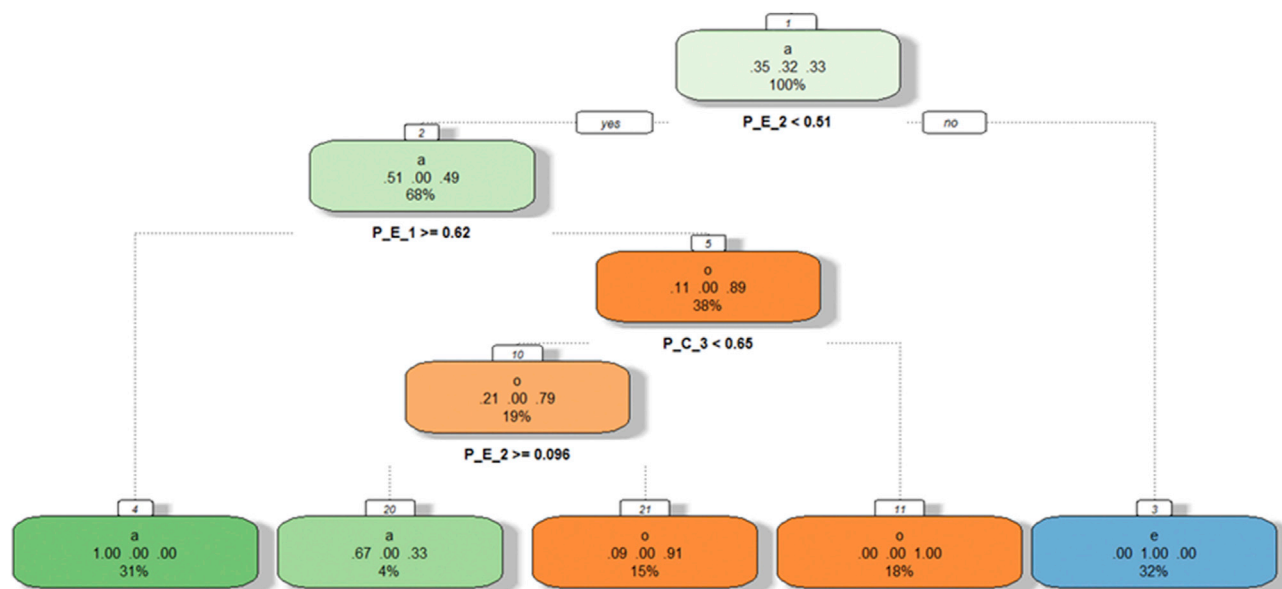 1
a
.35 .32 .33
100%
yes
P_E_2 < 0.51
no
2
a
.51 .00 .49
68%
P_E_1 >= 0.62
5
o
.11 .00 .89
38%
P_C_3 < 0.65
10
o
.21 .00 .79
19%
P_E_2 >= 0.096
4
a
1.00 .00 .00
31%
20
a
.67 .00 .33
4%
21
o
.09 .00 .91
15%
11
o
.00 .00 1.00
18%
3
e
.00 1.00 .00
32%